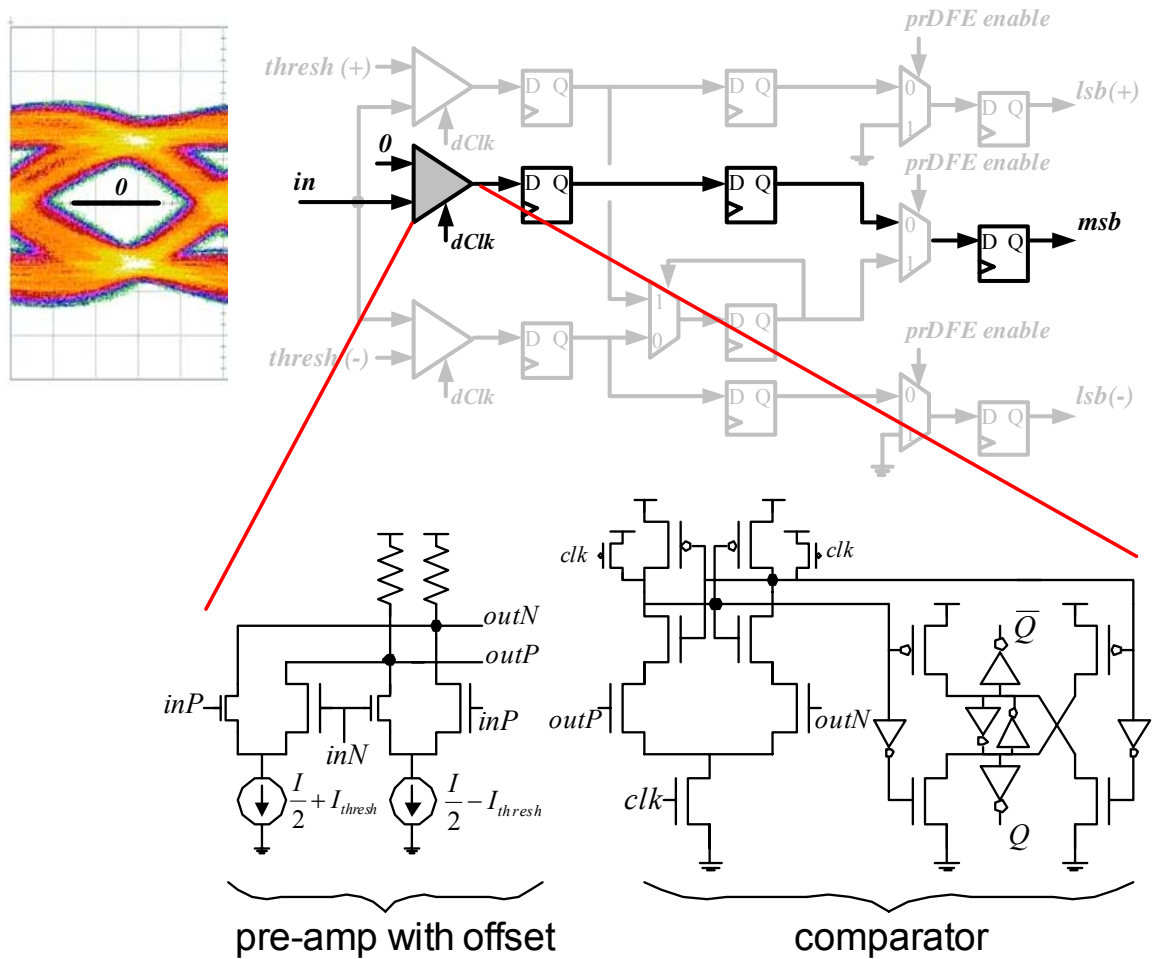 prDFE enable
thresh (+)
D Q
D Q
0
1
D Q
lsb(+)
dClk
0
prDFE enable
0
in
D Q
D Q
0
1
D Q
msb
dClk
1
0
D Q
prDFE enable
thresh (-)
D Q
dClk
D Q
0
1
D Q
lsb(-)
clk
clk
outN
outP
Q̅
inP
inN
inP
outP
outN
I/2 + I_thresh
I/2 − I_thresh
clk
Q
pre-amp with offset
comparator